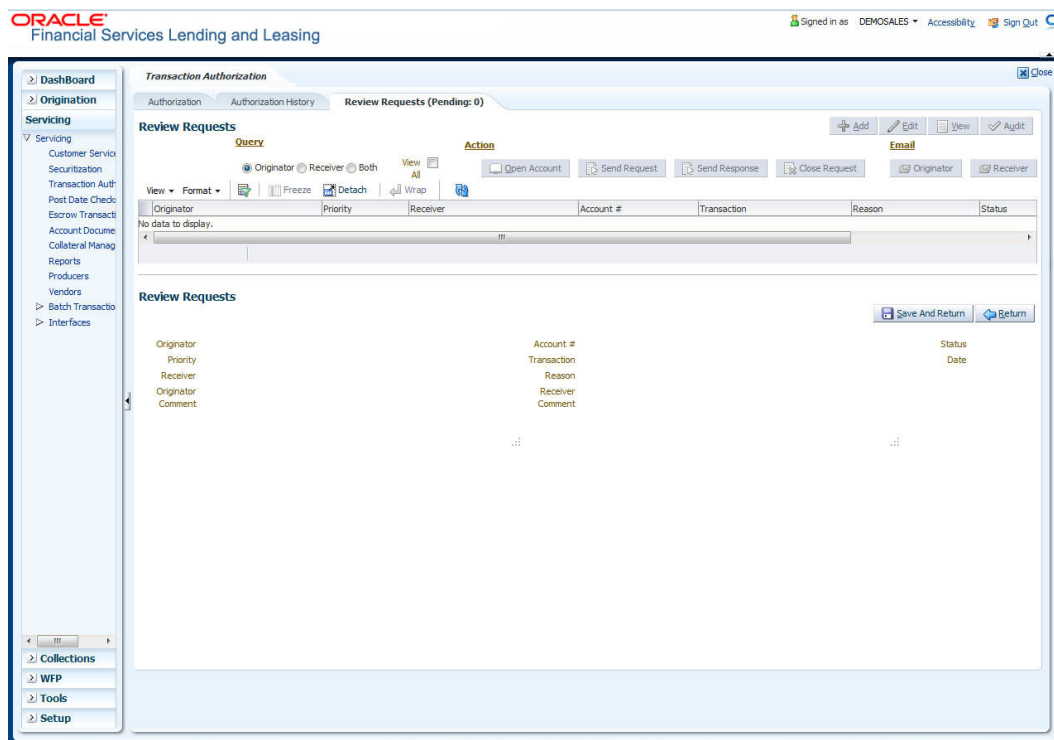 ORACLE
Financial Services Lending and Leasing
Signed in as DEMOSALES Accessibility Sign Out
Close
DashBoard
Origination
Servicing
Servicing
Customer Service
Securitization
Transaction Auth
Post Date Checks
Escrow Transacti
Account Docume
Collateral Manag
Reports
Producers
Vendors
Batch Transactio
Interfaces
Collections
WFP
Tools
Setup
Transaction Authorization
Authorization Authorization History Review Requests (Pending: 0)
Review Requests
Add Edit View Audit
Query Action Email
Originator Receiver Both View All Open Account Send Request Send Response Close Request Originator Receiver
View Format Freeze Detach Wrap
Originator Priority Receiver Account # Transaction Reason Status
No data to display.
Review Requests
Save And Return Return
Originator Account # Status
Priority Transaction Date
Receiver Reason
Originator Comment Receiver Comment